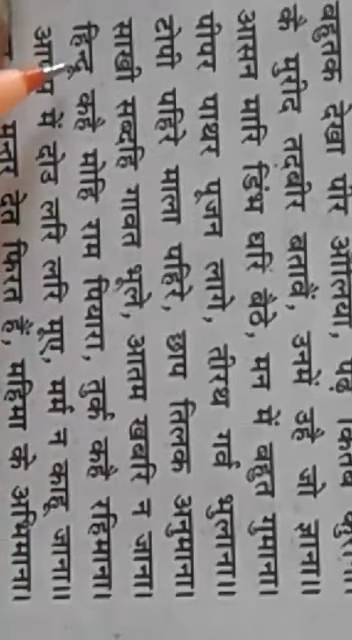 बहुतक देखा पीर औलिया, पढ़ै कितेब
कै मुरीद तदबीर बतावैं, उनमें उहै जो ज्ञाना॥
आसन मारि डिंभ धरि बैठे, मन में बहुत गुमाना।
पीपर पाथर पूजन लागे, तीरथ गर्व भुलाना॥
टोपी पहिरे माला पहिरे, छाप तिलक अनुमाना।
साखी सब्दहि गावत भूले, आतम खबरि न जाना।
हिन्दू कहै मोहि राम पियारा, तुर्क कहै रहिमाना।
में दोउ लरि लरि मूए, मर्म न काहू जाना॥
मन्तर देत फिरत हैं, महिमा के अभिमाना।